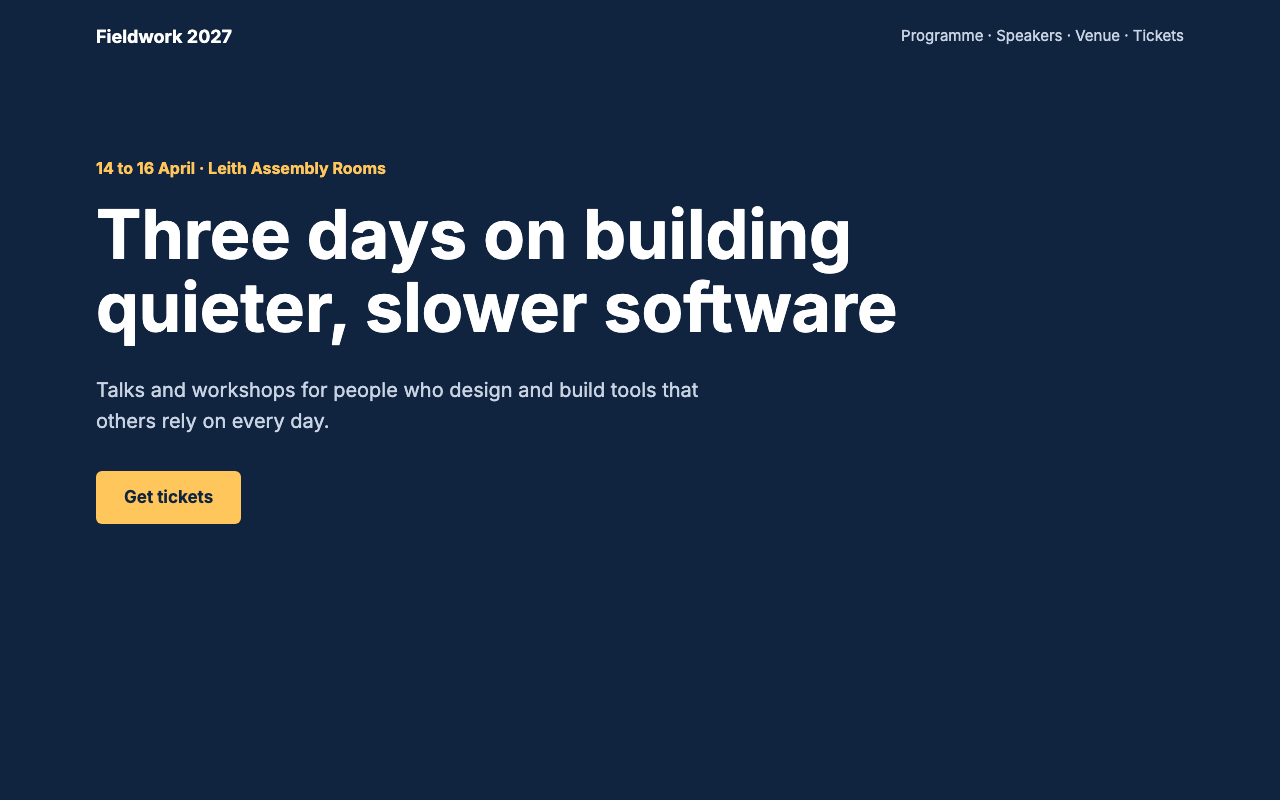 Fieldwork 2027
Programme · Speakers · Venue · Tickets
14 to 16 April · Leith Assembly Rooms
Three days on building
quieter, slower software
Talks and workshops for people who design and build tools that
others rely on every day.
Get tickets